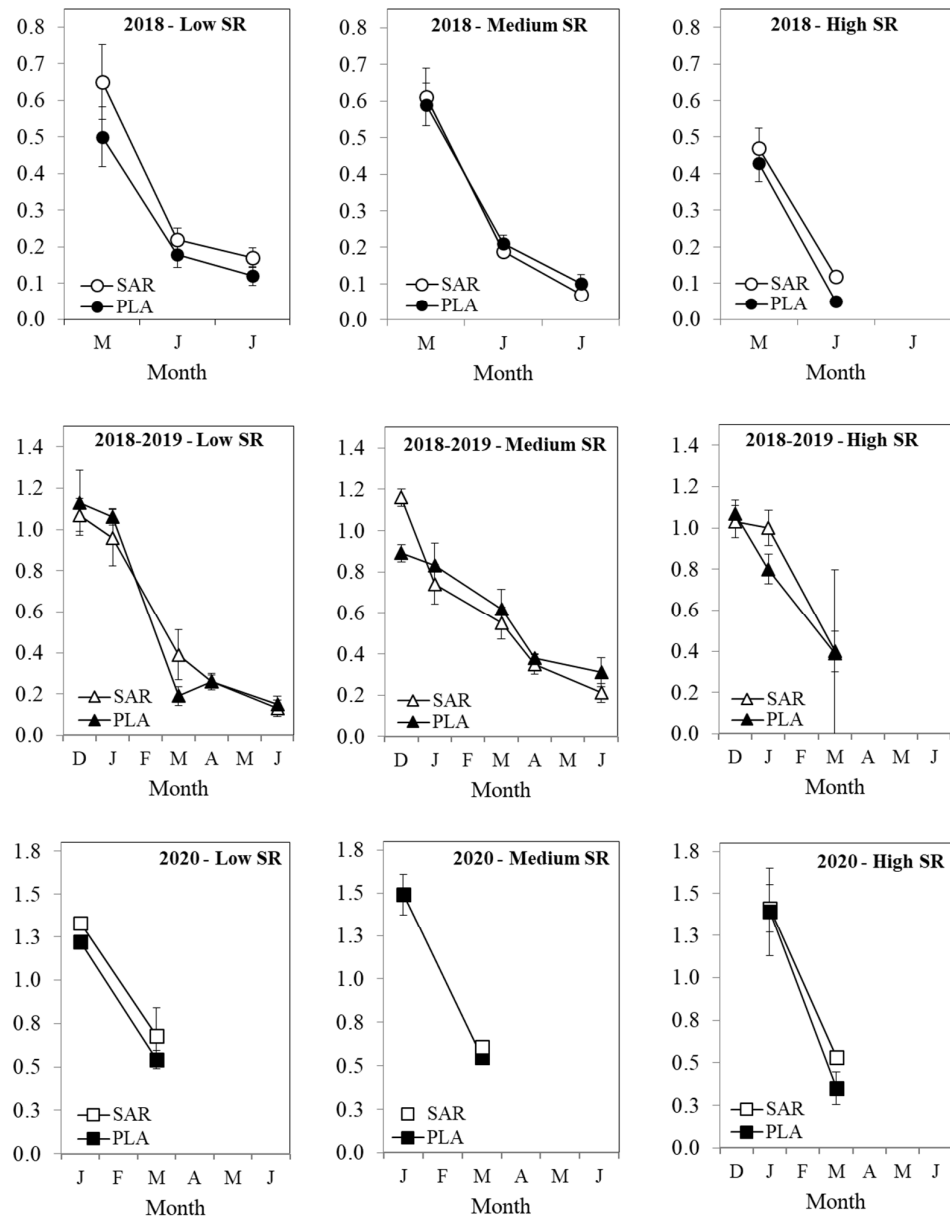 2018 - Low SR
0.8
0.7
0.6
0.5
0.4
0.3
0.2
0.1
0.0
SAR
PLA
M J J
Month
2018 - Medium SR
0.8
0.7
0.6
0.5
0.4
0.3
0.2
0.1
0.0
SAR
PLA
M J J
Month
2018 - High SR
0.8
0.7
0.6
0.5
0.4
0.3
0.2
0.1
0.0
SAR
PLA
M J J
Month
2018-2019 - Low SR
1.4
1.2
1.0
0.8
0.6
0.4
0.2
0.0
SAR
PLA
D J F M A M J
Month
2018-2019 - Medium SR
1.4
1.2
1.0
0.8
0.6
0.4
0.2
0.0
SAR
PLA
D J F M A M J
Month
2018-2019 - High SR
1.4
1.2
1.0
0.8
0.6
0.4
0.2
0.0
SAR
PLA
D J F M A M J
Month
2020 - Low SR
1.8
1.5
1.3
1.0
0.8
0.5
0.3
0.0
SAR
PLA
J F M A M J
Month
2020 - Medium SR
1.8
1.5
1.3
1.0
0.8
0.5
0.3
0.0
SAR
PLA
J F M A M J
Month
2020 - High SR
1.8
1.5
1.3
1.0
0.8
0.5
0.3
0.0
SAR
PLA
D J F M A M J
Month